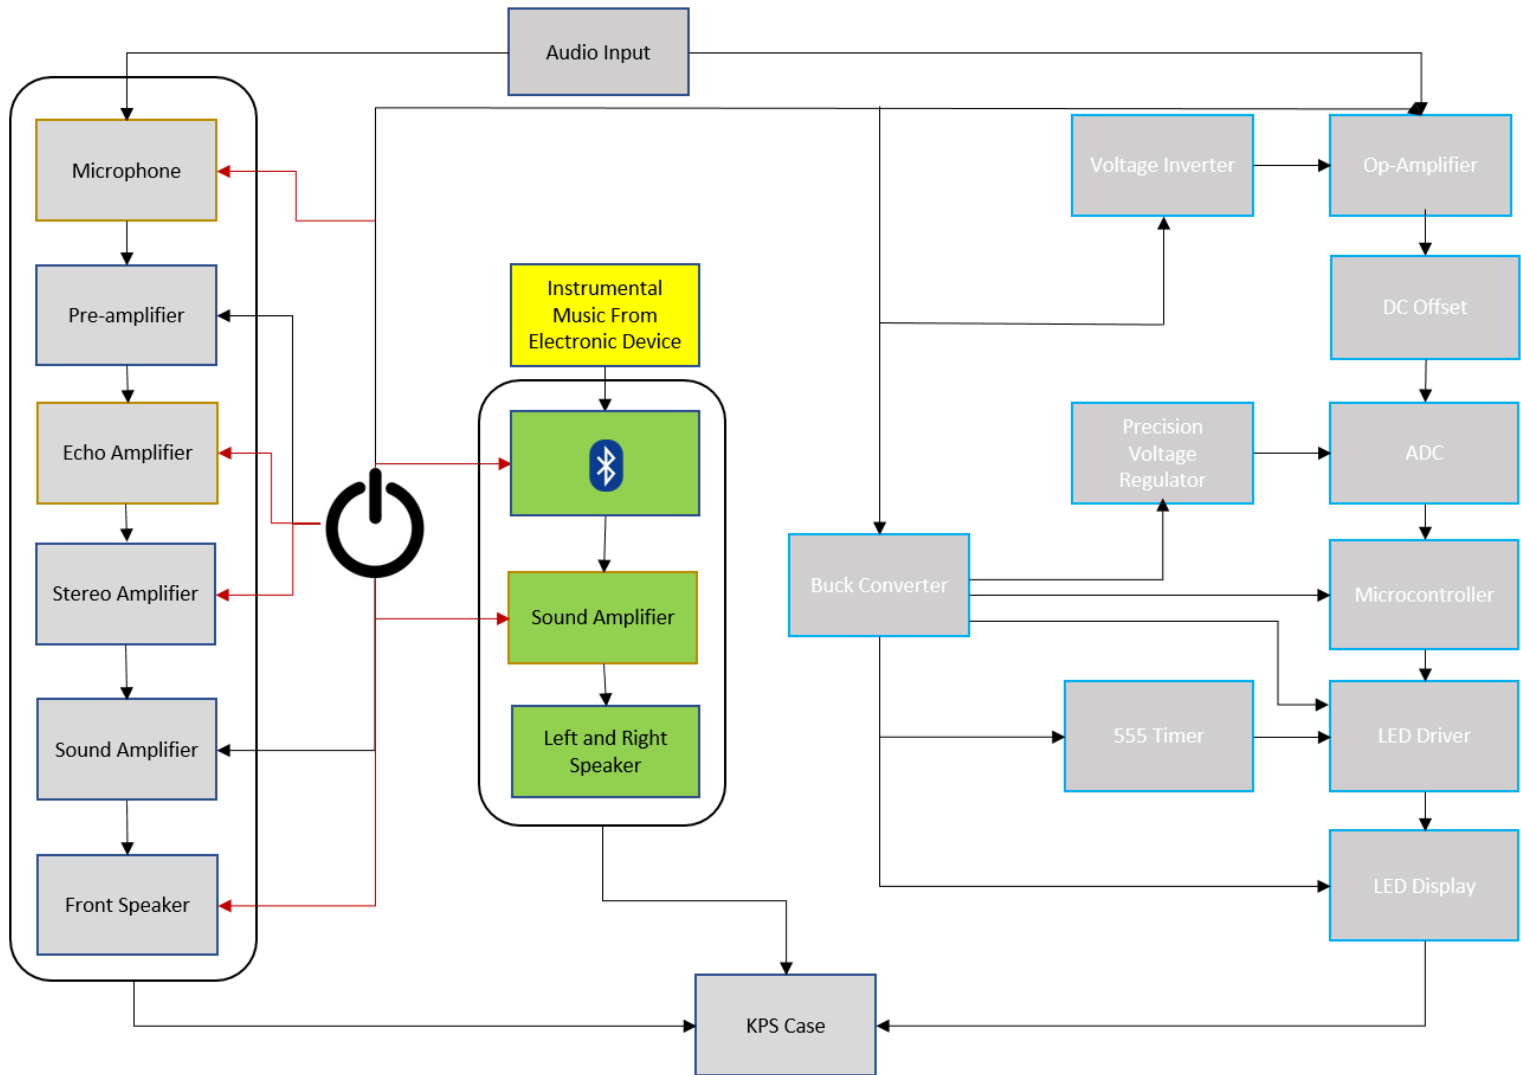 Audio Input
Microphone
Pre-amplifier
Echo Amplifier
Stereo Amplifier
Sound Amplifier
Front Speaker
Instrumental
Music From
Electronic Device
Sound Amplifier
Left and Right
Speaker
KPS Case
Voltage Inverter
Op-Amplifier
DC Offset
Precision
Voltage
Regulator
ADC
Buck Converter
Microcontroller
555 Timer
LED Driver
LED Display